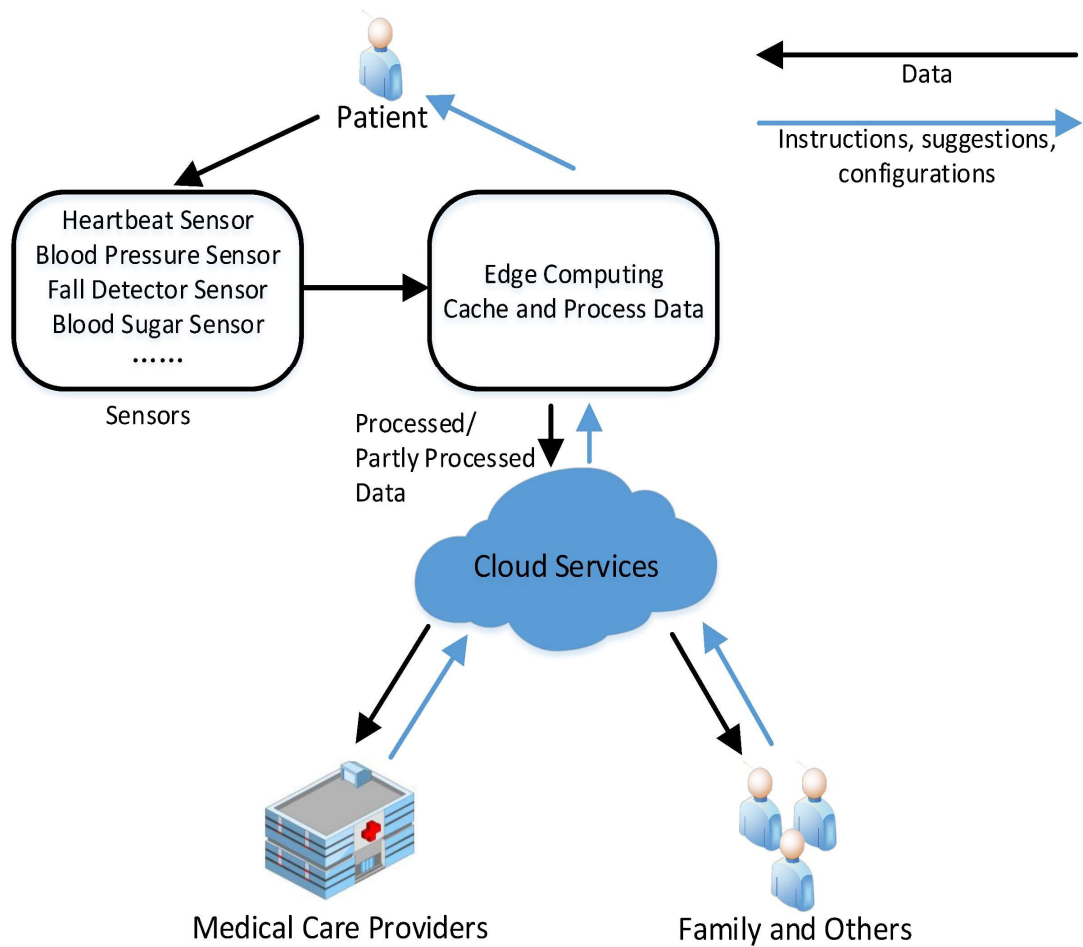 Patient
Data
Instructions, suggestions,
configurations
Heartbeat Sensor
Blood Pressure Sensor
Fall Detector Sensor
Blood Sugar Sensor
......
Sensors
Edge Computing
Cache and Process Data
Processed/
Partly Processed
Data
Cloud Services
Medical Care Providers
Family and Others